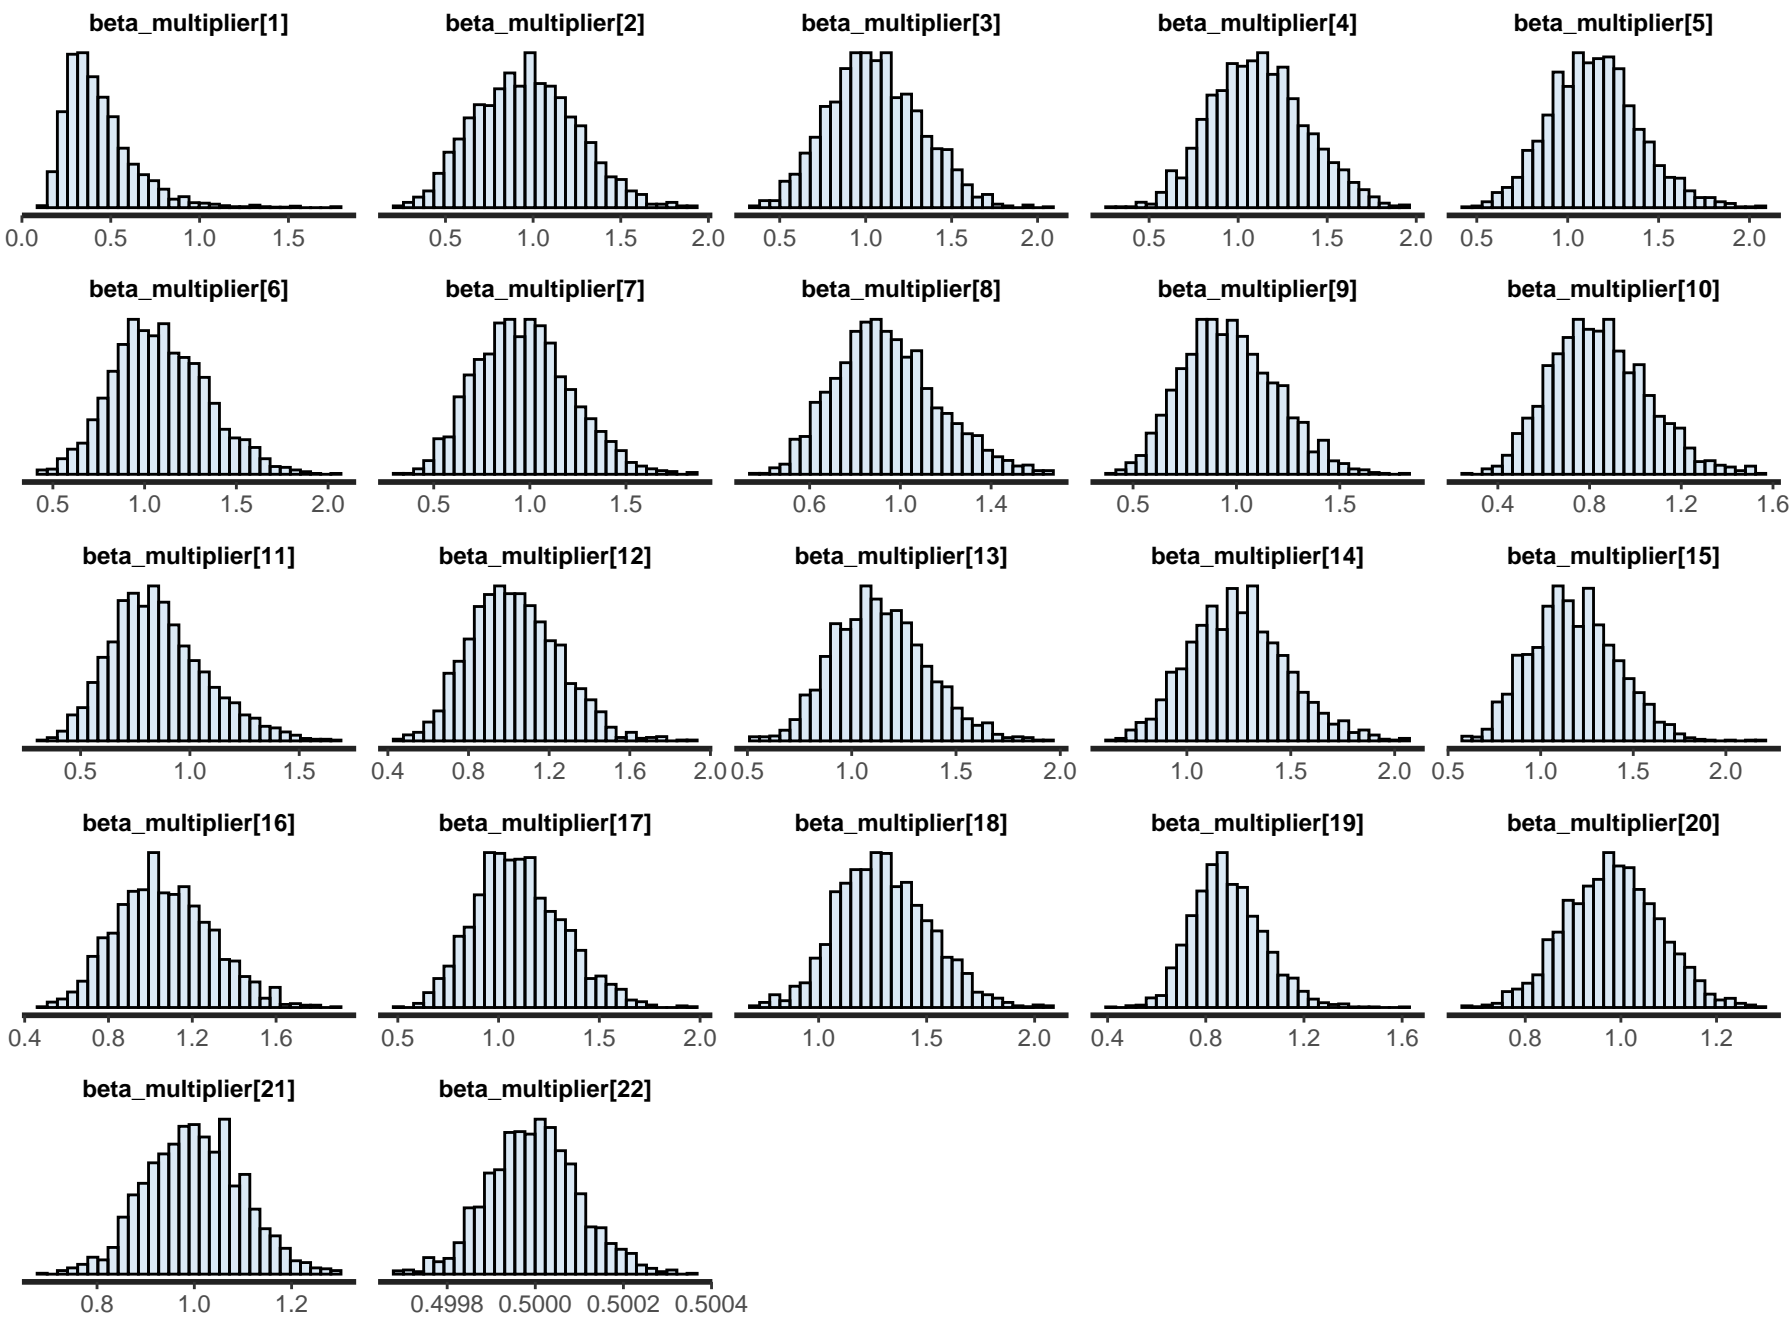 beta_multiplier[1] beta_multiplier[2] beta_multiplier[3] beta_multiplier[4] beta_multiplier[5]
0.0 0.5 1.0 1.5 0.5 1.0 1.5 2.0 0.5 1.0 1.5 2.0 0.5 1.0 1.5 2.0 0.5 1.0 1.5 2.0
beta_multiplier[6] beta_multiplier[7] beta_multiplier[8] beta_multiplier[9] beta_multiplier[10]
0.5 1.0 1.5 2.0 0.5 1.0 1.5 0.6 1.0 1.4 0.5 1.0 1.5 0.4 0.8 1.2 1.6
beta_multiplier[11] beta_multiplier[12] beta_multiplier[13] beta_multiplier[14] beta_multiplier[15]
0.5 1.0 1.5 0.4 0.8 1.2 1.6 2.0 0.5 1.0 1.5 2.0 1.0 1.5 2.0 0.5 1.0 1.5 2.0
beta_multiplier[16] beta_multiplier[17] beta_multiplier[18] beta_multiplier[19] beta_multiplier[20]
0.4 0.8 1.2 1.6 0.5 1.0 1.5 2.0 1.0 1.5 2.0 0.4 0.8 1.2 1.6 0.8 1.0 1.2
beta_multiplier[21] beta_multiplier[22]
0.8 1.0 1.2 0.4998 0.5000 0.5002 0.5004